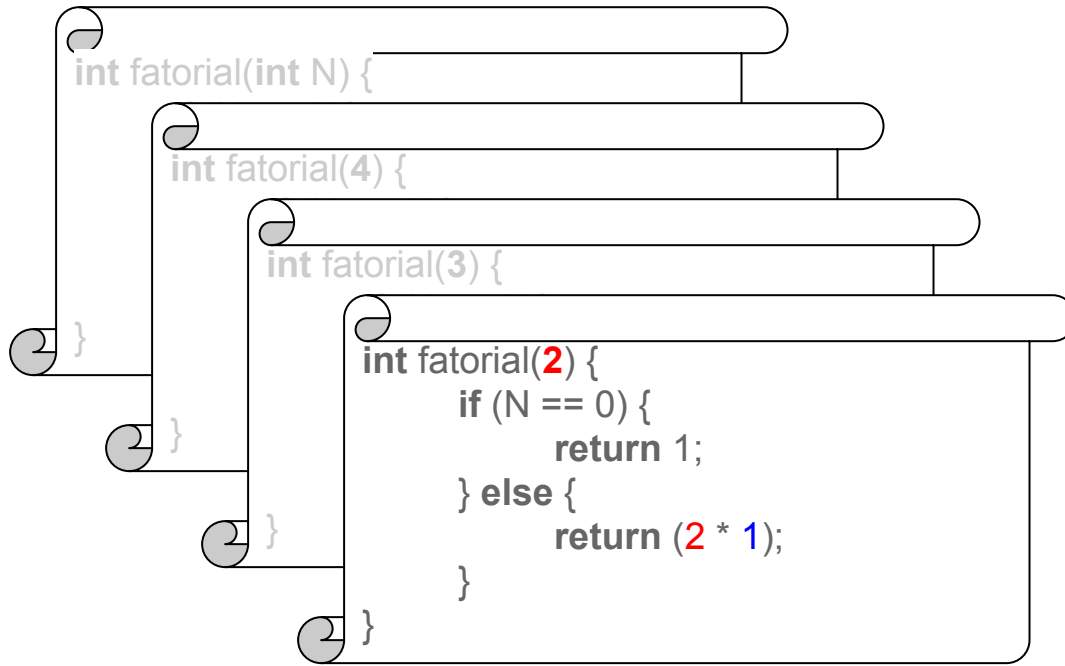 int fatorial(int N) {
int fatorial(4) {
int fatorial(3) {
}
int fatorial(2) {
if (N == 0) {
return 1;
}
} else {
return (2 * 1);
}
}
}